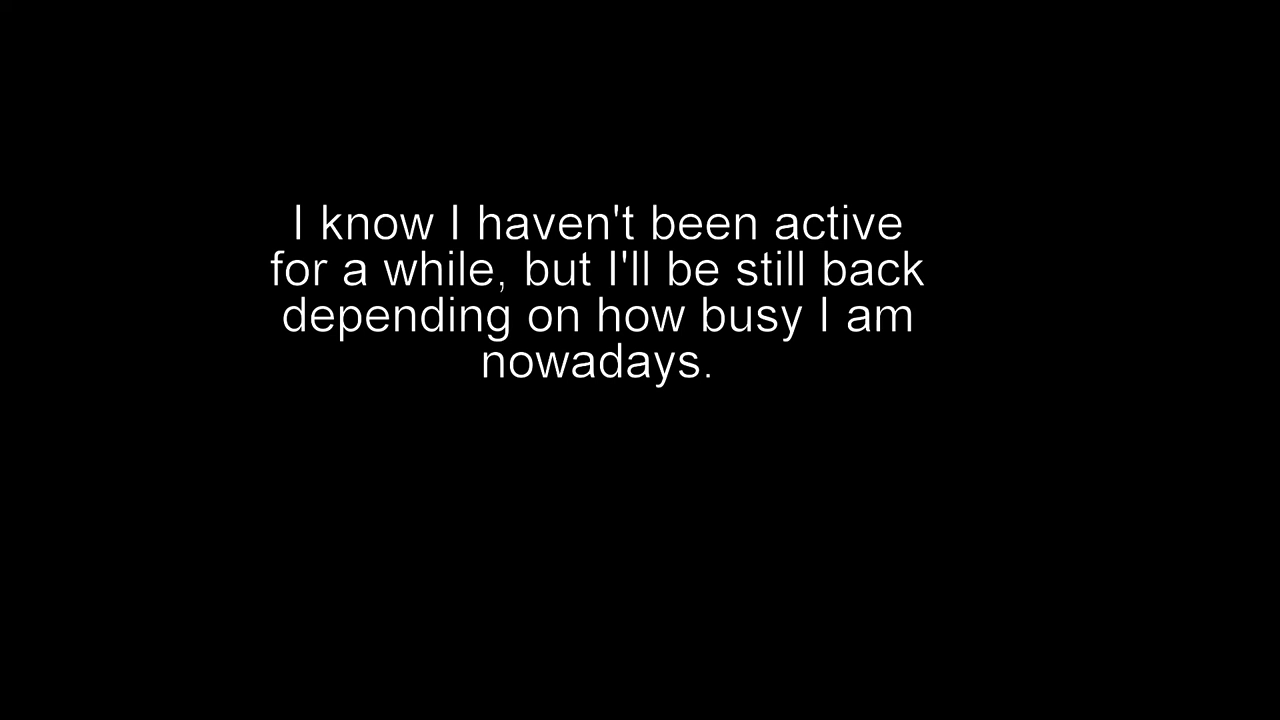 I know I haven't been active
for a while, but I'll be still back
depending on how busy I am
nowadays.